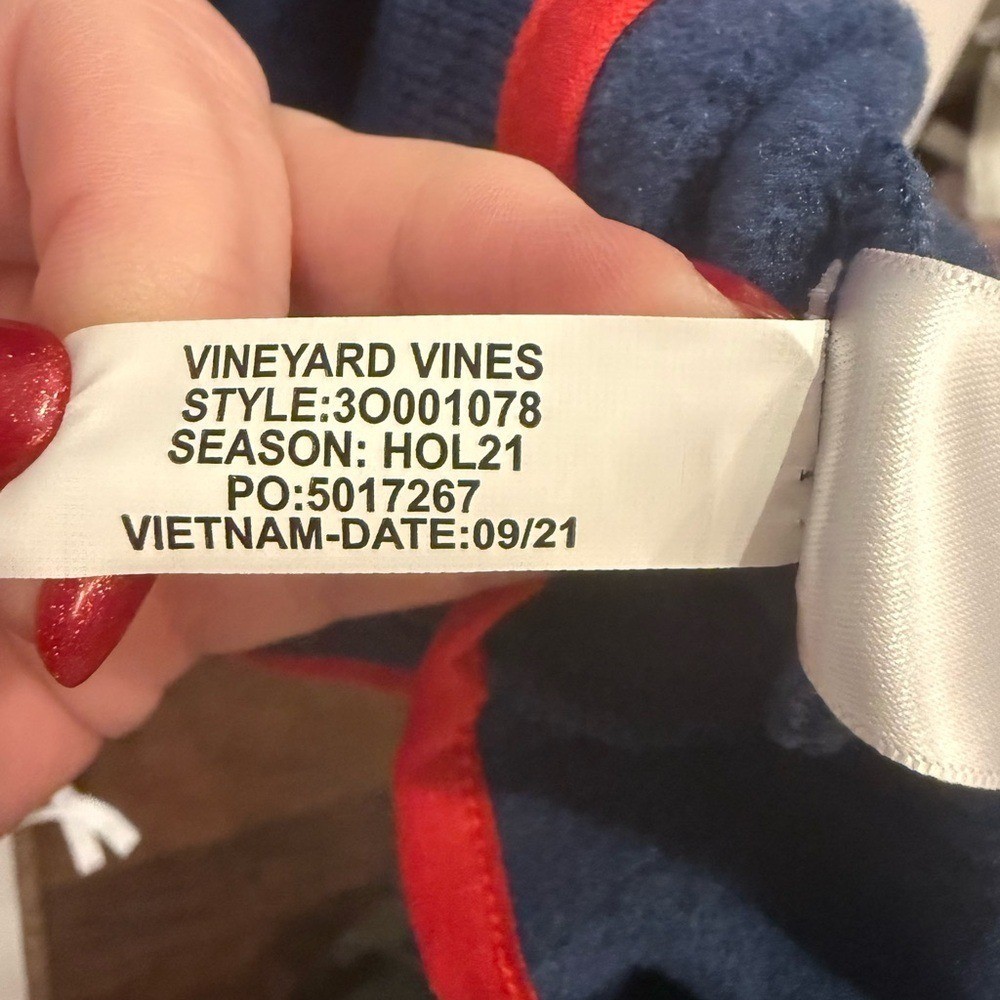 VINEYARD VINES
STYLE:3O001078
SEASON: HOL21
PO:5017267
VIETNAM-DATE:09/21